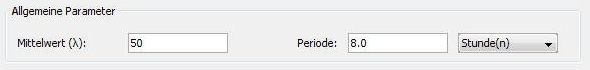 Allgemeine Parameter
Mittelwert (λ): 50 Periode: 8.0 Stunde(n)